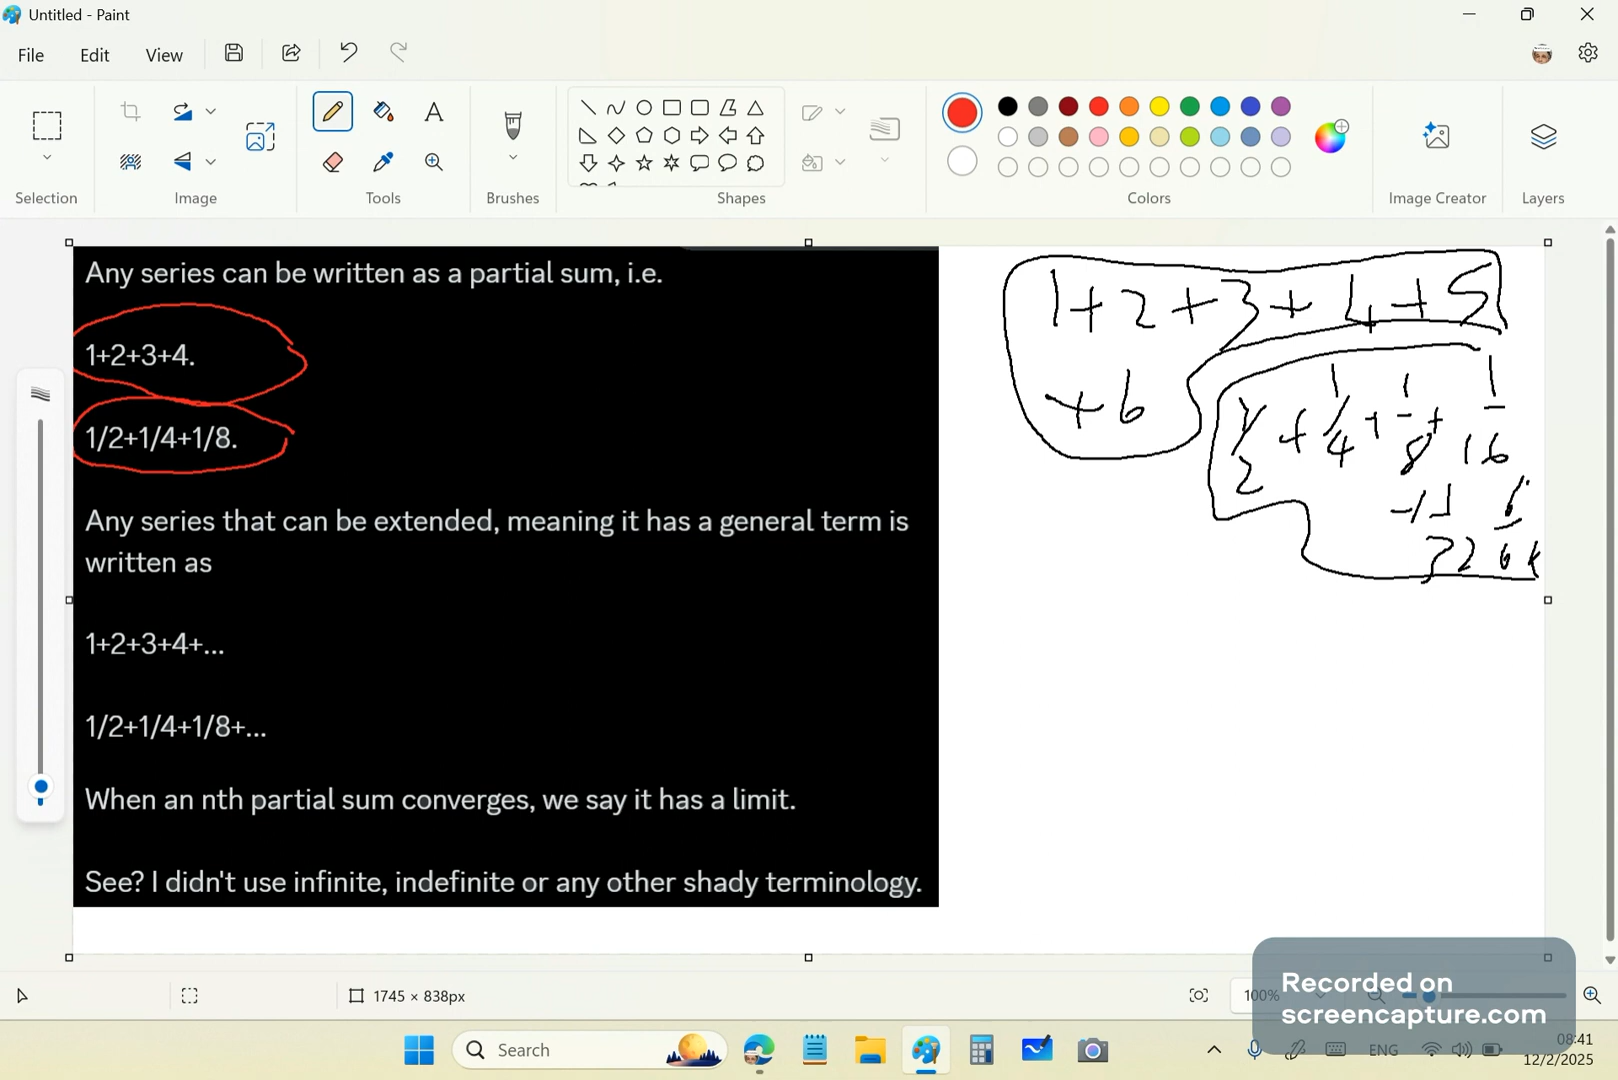 Untitled - Paint
File Edit View
Selection Image Tools Brushes Shapes Colors Image Creator Layers
Any series can be written as a partial sum, i.e.
1+2+3+4.
1/2+1/4+1/8.
Any series that can be extended, meaning it has a general term is
written as
1+2+3+4+...
1/2+1/4+1/8+...
When an nth partial sum converges, we say it has a limit.
See? I didn't use infinite, indefinite or any other shady terminology.
1+2+3+4+5
+6
1/2+1/4+1/8+1/16
1745 × 838px
100%
Recorded on
screencapture.com
Search
ENG
08:41
12/2/2025